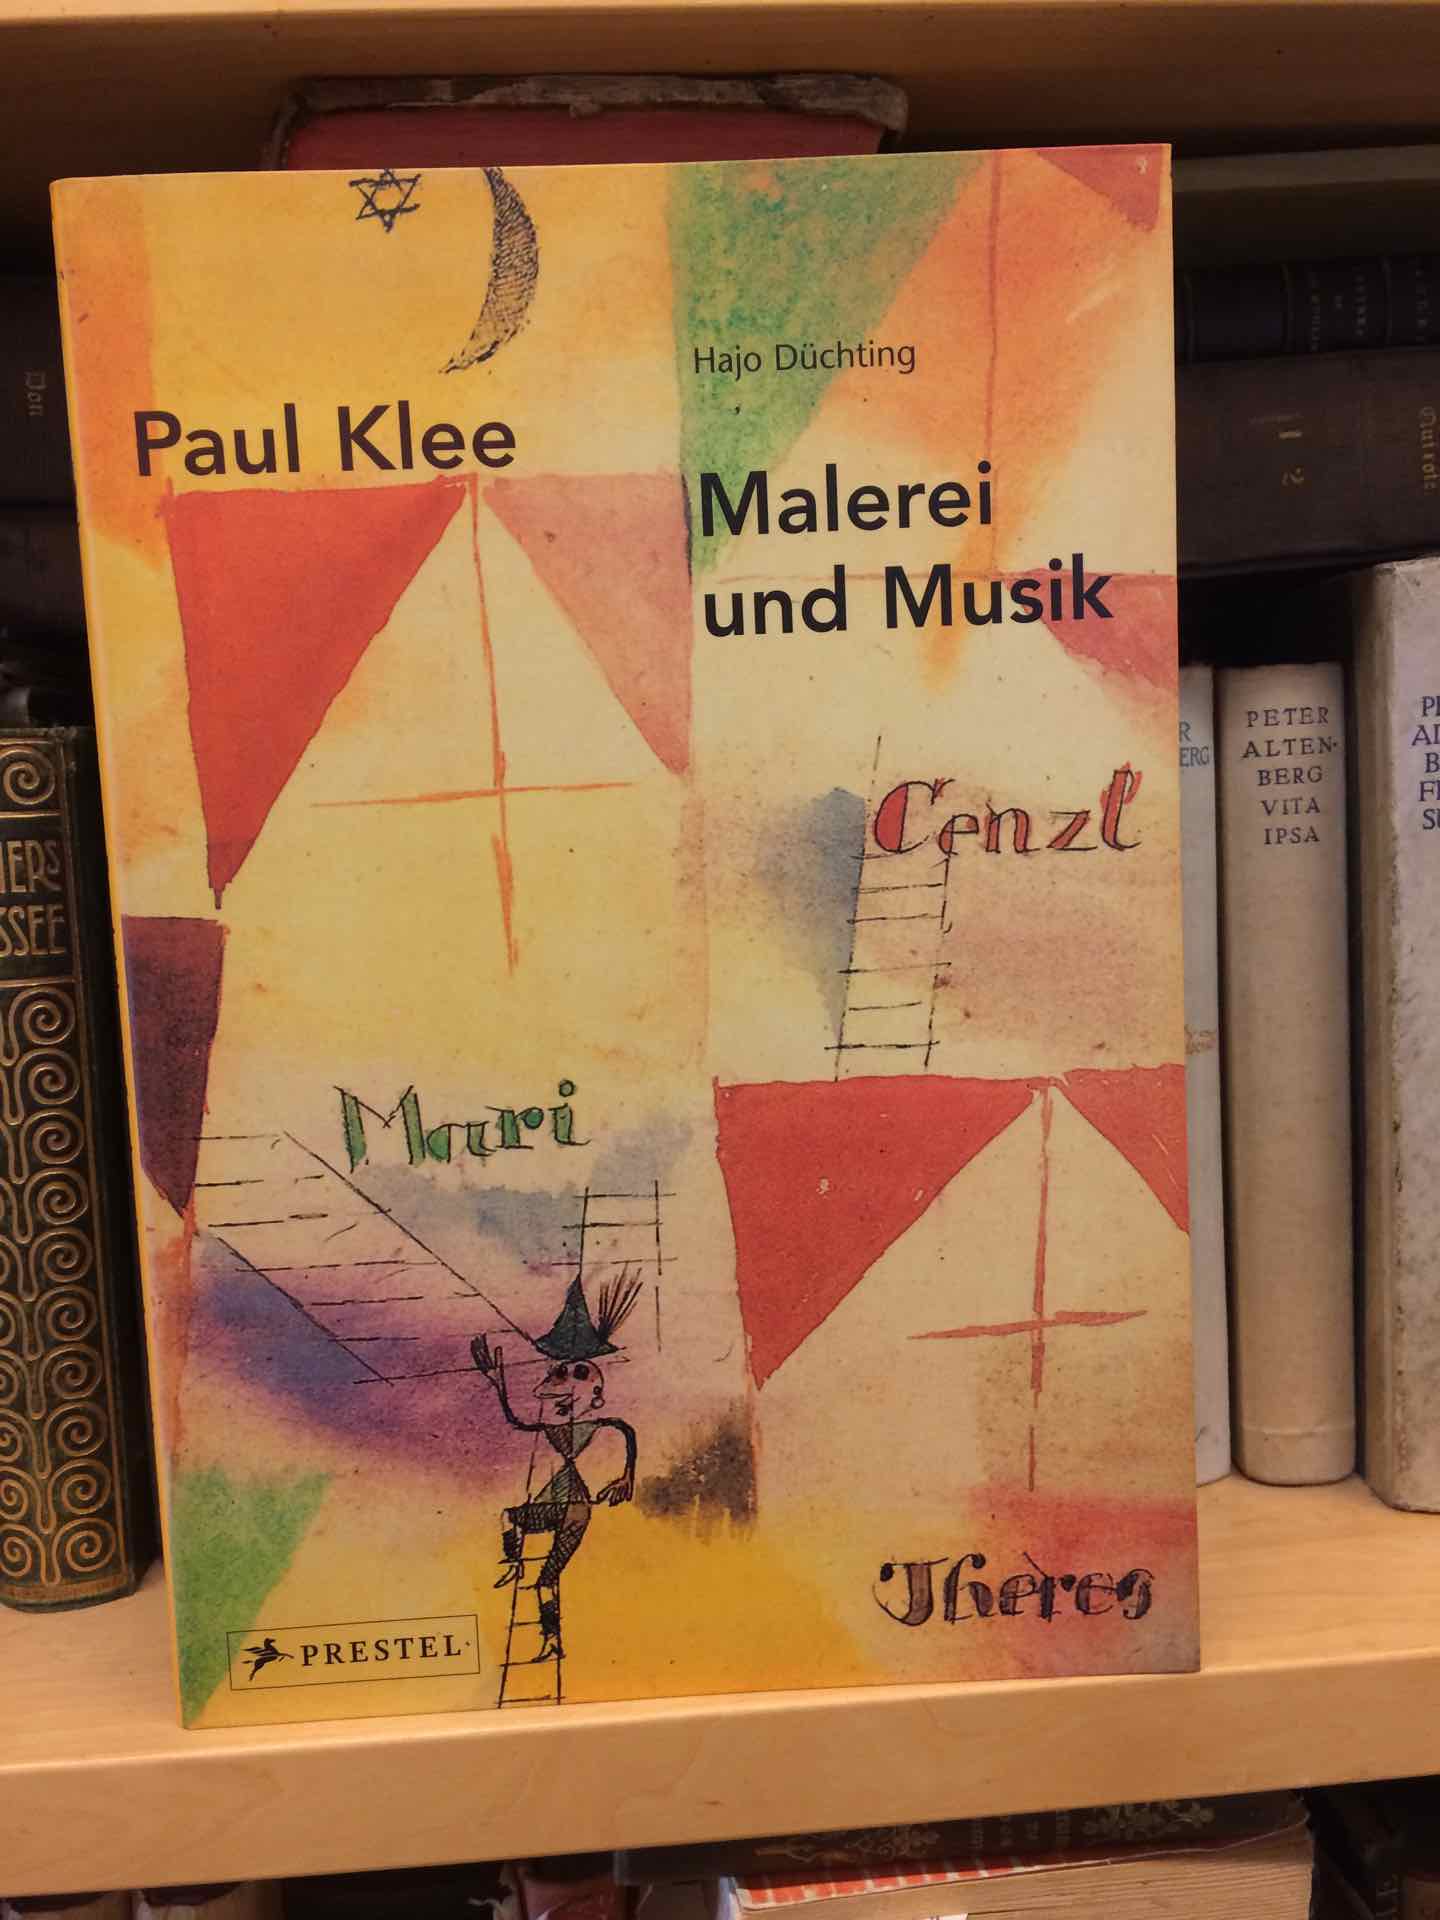 Hajo Düchting
Paul Klee
Malerei
und Musik
Cenzl
Mari
Theres
PRESTEL
PETER
ALTEN-
BERG
VITA
IPSA